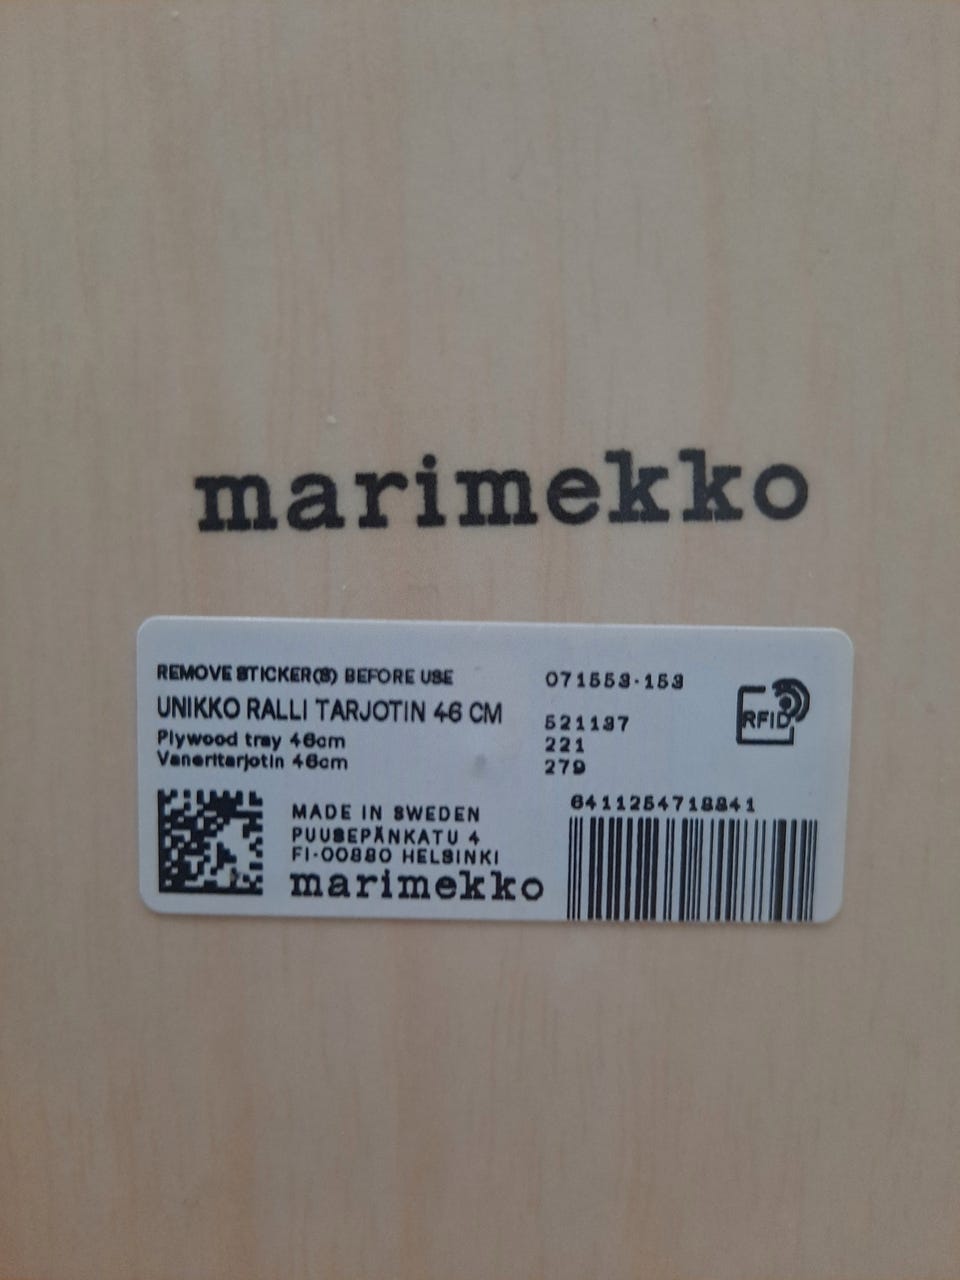 marimekko
REMOVE STICKER(S) BEFORE USE
UNIKKO RALLI TARJOTIN 46 CM
Plywood tray 46cm
Vaneritarjotin 46cm
071553-153
521137
221
279
RFID
6411254718841
MADE IN SWEDEN
PUUSEPÄNKATU 4
FI-00880 HELSINKI
marimekko